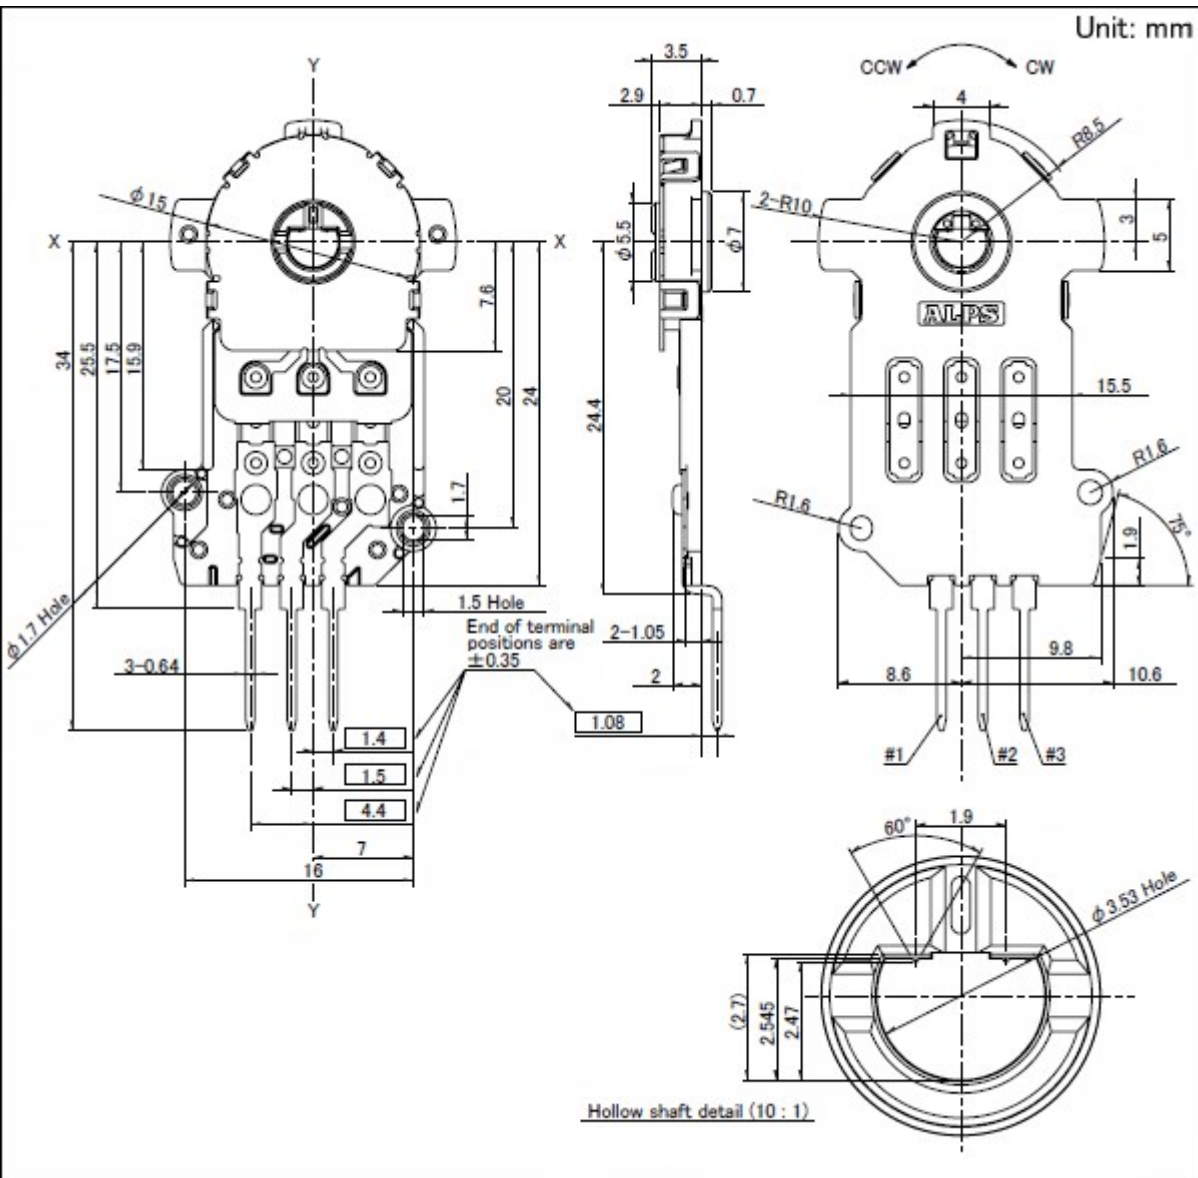 Unit: mm
Y
3.5
CCW
CW
2.9
0.7
4
R8.5
φ15
2-R10
X
X
φ5.5
φ7
3
5
7.6
ALPS
34
25.5
17.5
15.9
20
24
24.4
15.5
1.7
R1.6
R1.6
1.9
75°
φ1.7 Hole
1.5 Hole
End of terminal
positions are
±0.35
2-1.05
3-0.64
2
9.8
8.6
10.6
1.08
1.4
#1
#2
#3
1.5
4.4
7
16
Y
60°
1.9
φ3.53 Hole
(2.7)
2.545
2.47
Hollow shaft detail (10 : 1)